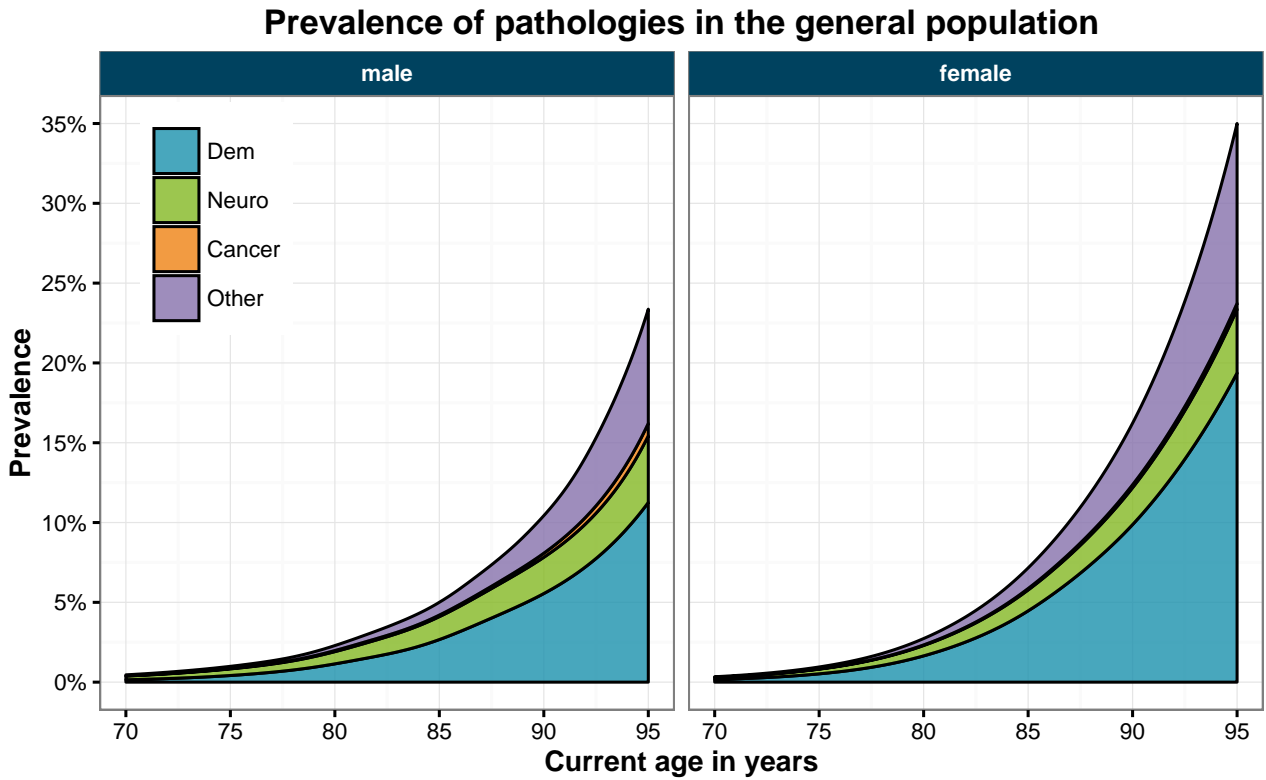 Prevalence of pathologies in the general population
male
female
35%
30%
25%
20%
15%
10%
5%
0%
Prevalence
Dem
Neuro
Cancer
Other
70 75 80 85 90 95
70 75 80 85 90 95
Current age in years